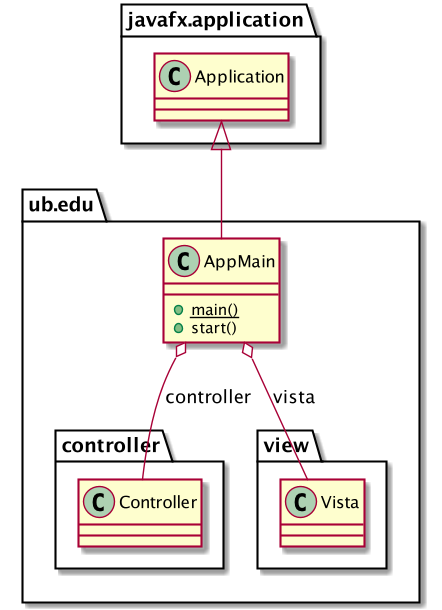 javafx.application
C Application
ub.edu
C AppMain
main()
start()
controller
vista
controller
view
C Controller
C Vista